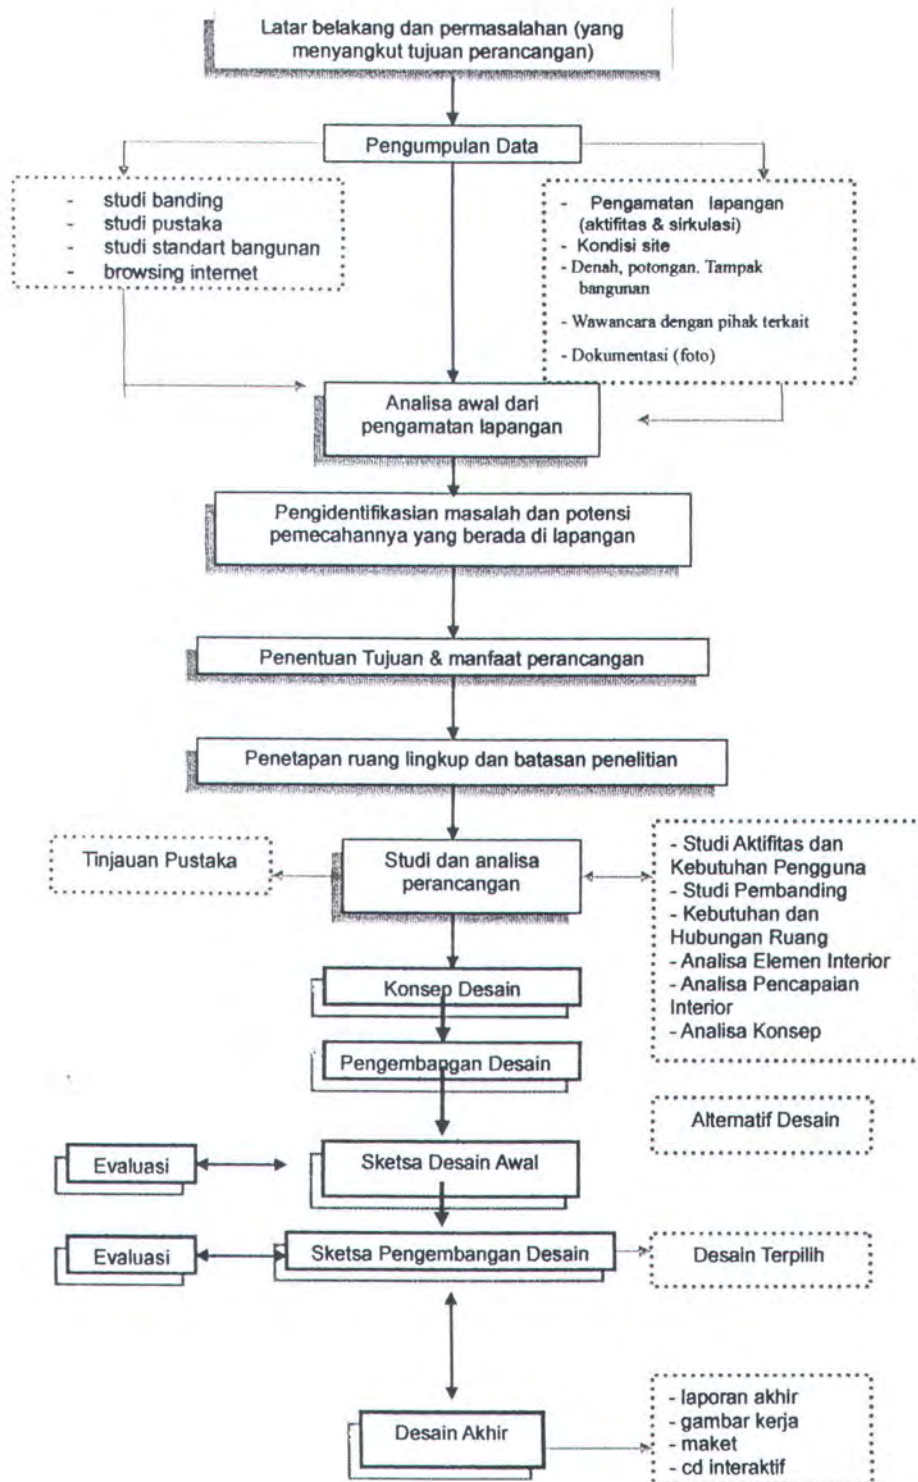 Latar belakang dan permasalahan (yang
menyangkut tujuan perancangan)
Pengumpulan Data
- studi banding
- studi pustaka
- studi standart bangunan
- browsing internet
- Pengamatan lapangan
(aktifitas & sirkulasi)
- Kondisi site
- Denah, potongan. Tampak
bangunan
- Wawancara dengan pihak terkait
- Dokumentasi (foto)
Analisa awal dari
pengamatan lapangan
Pengidentifikasian masalah dan potensi
pemecahannya yang berada di lapangan
Penentuan Tujuan & manfaat perancangan
Penetapan ruang lingkup dan batasan penelitian
Tinjauan Pustaka
Studi dan analisa
perancangan
- Studi Aktifitas dan
Kebutuhan Pengguna
- Studi Pembanding
- Kebutuhan dan
Hubungan Ruang
- Analisa Elemen Interior
- Analisa Pencapaian
Interior
- Analisa Konsep
Konsep Desain
Pengembangan Desain
Alternatif Desain
Evaluasi
Sketsa Desain Awal
Evaluasi
Sketsa Pengembangan Desain
Desain Terpilih
Desain Akhir
- laporan akhir
- gambar kerja
- maket
- cd interaktif